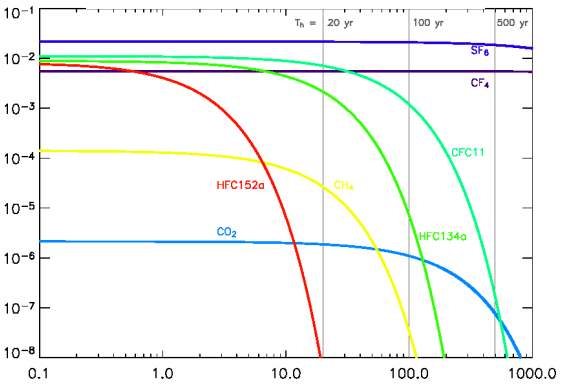 10⁻¹
10⁻²
10⁻³
10⁻⁴
10⁻⁵
10⁻⁶
10⁻⁷
10⁻⁸
Tₕ = 20 yr 100 yr 500 yr
SF₆
CF₄
CFC11
HFC152a
CH₄
CO₂
HFC134a
0.1 1.0 10.0 100.0 1000.0